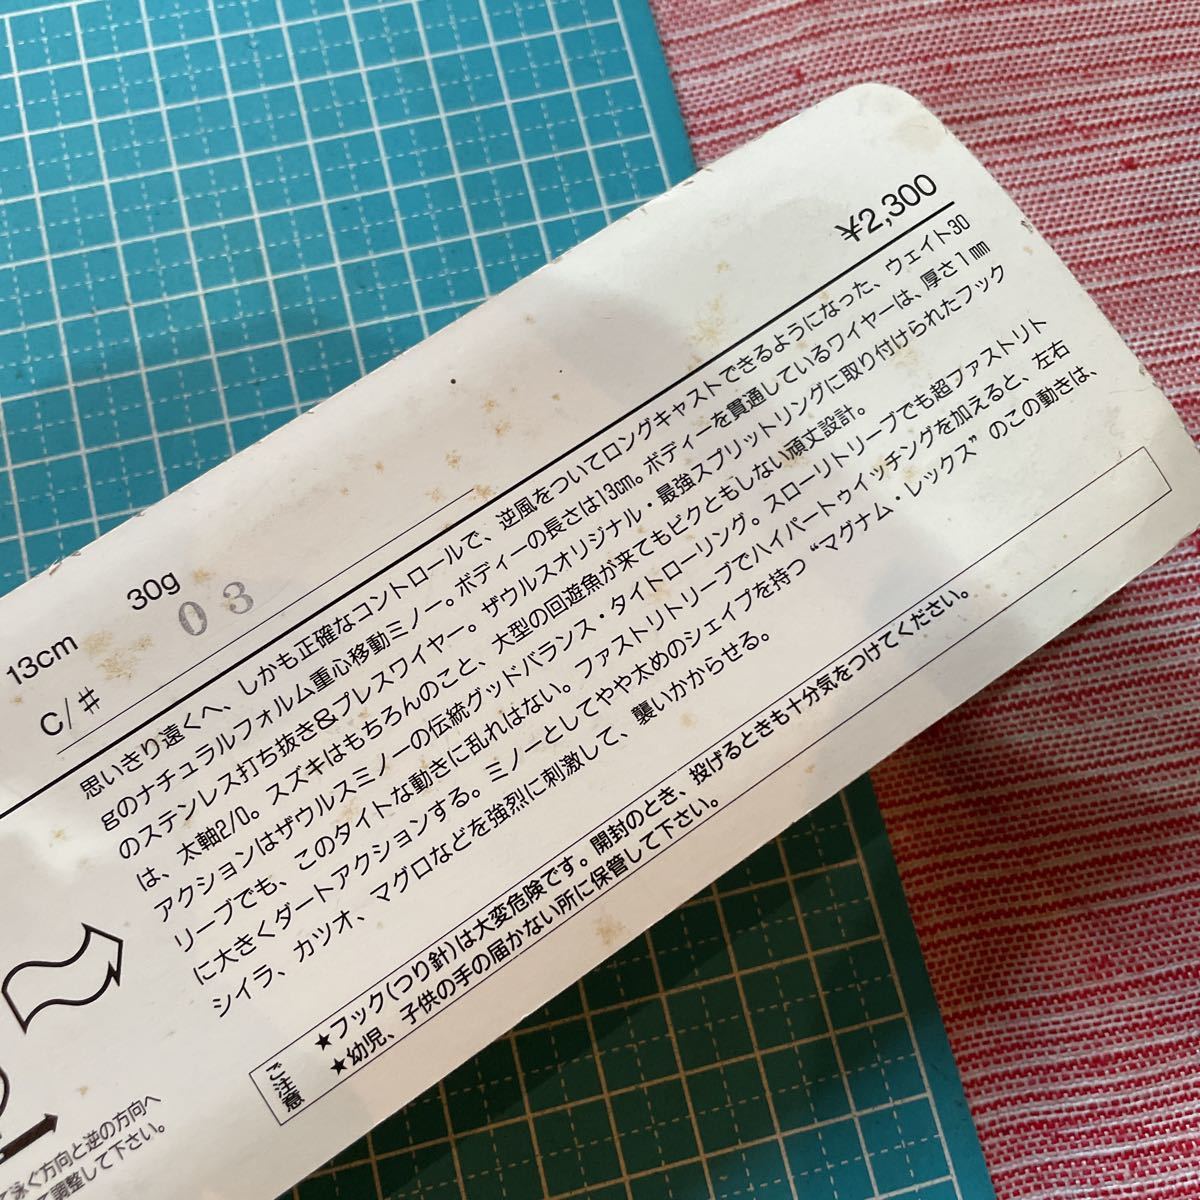 ¥2,300
13cm
30g
C/# 03
思いきり遠くへ、しかも正確なコントロールで、逆風をついてロングキャストできるようになった、ウェイト30
gのナチュラルフォルム重心移動ミノー。ボディーの長さは13cm。ボディーを貫通しているワイヤーは、厚さ1mm
のステンレス打ち抜き&プレスワイヤー。ザウルスオリジナル・最強スプリットリングに取り付けられたフック
は、太軸2/0。スズキはもちろんのこと、大型の回遊魚が来てもビクともしない頑丈設計。
アクションはザウルスミノーの伝統グッドバランス・タイトローリング。スローリトリーブでも超ファストリト
リーブでも、このタイトな動きに乱れはない。ファストリトリーブでハイパートゥイッチングを加えると、左右
に大きくダートアクションする。ミノーとしてやや太めのシェイプを持つ“マグナム・レックス”のこの動きは、
シイラ、カツオ、マグロなどを強烈に刺激して、襲いかからせる。
ご注意
★フック(つり針)は大変危険です。開封のとき、投げるときも十分気をつけてください。
★幼児、子供の手の届かない所に保管して下さい。
泳ぐ方向と逆の方向へ
調整して下さい。